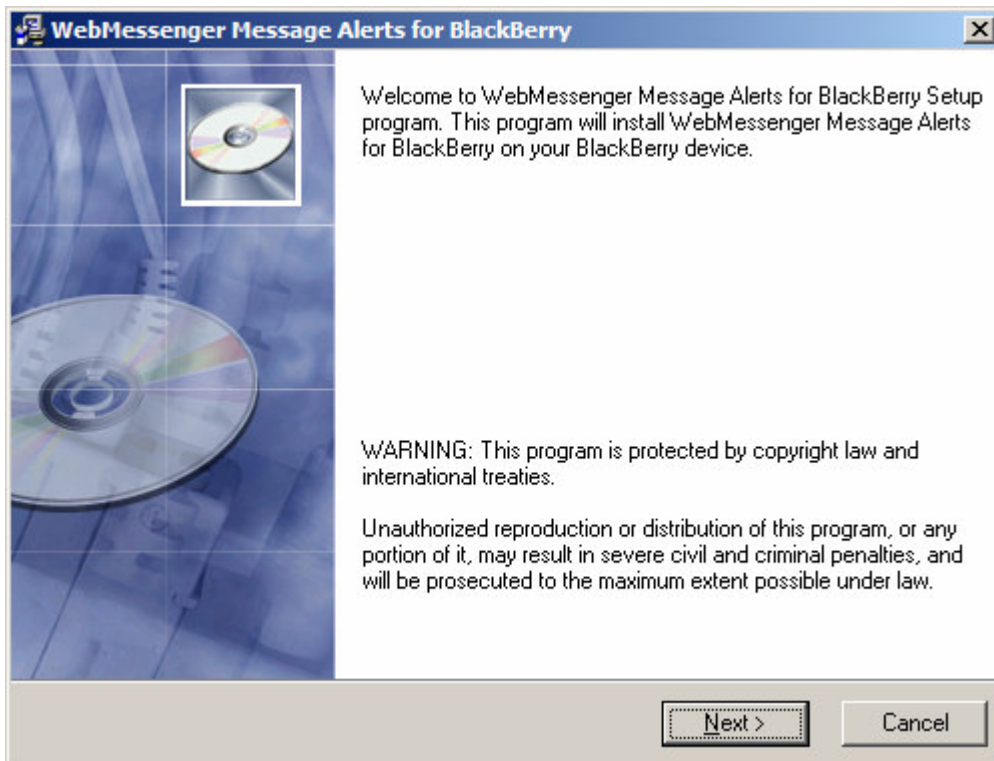 WebMessenger Message Alerts for BlackBerry
Welcome to WebMessenger Message Alerts for BlackBerry Setup
program. This program will install WebMessenger Message Alerts
for BlackBerry on your BlackBerry device.
WARNING: This program is protected by copyright law and
international treaties.
Unauthorized reproduction or distribution of this program, or any
portion of it, may result in severe civil and criminal penalties, and
will be prosecuted to the maximum extent possible under law.
Next >
Cancel